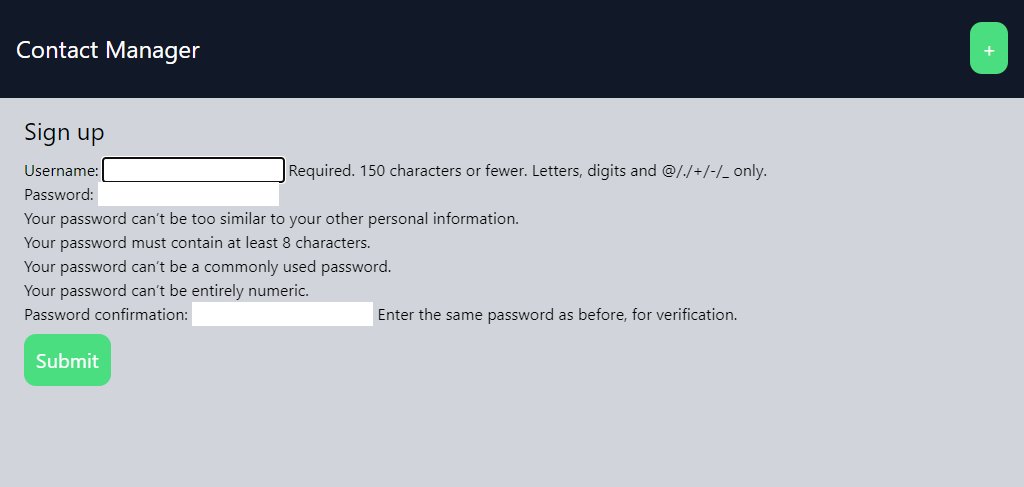 Contact Manager
+
Sign up
Username: Required. 150 characters or fewer. Letters, digits and @/./+/-/_ only.
Password:
Your password can’t be too similar to your other personal information.
Your password must contain at least 8 characters.
Your password can’t be a commonly used password.
Your password can’t be entirely numeric.
Password confirmation: Enter the same password as before, for verification.
Submit